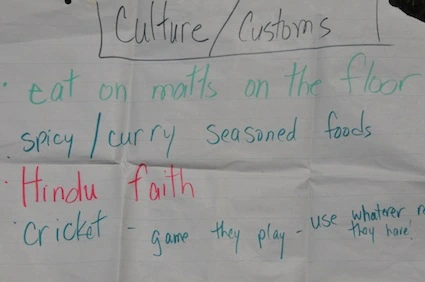 Culture/Customs
· eat on matts on the floor
· spicy/curry seasoned foods
· Hindu faith
· cricket - game they play - use whatever
they have!